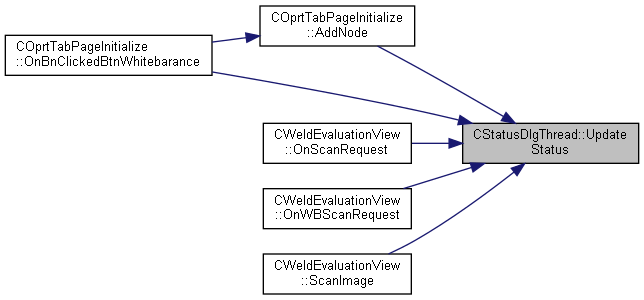 COprtTabPageInitialize
::AddNode
COprtTabPageInitialize
::OnBnClickedBtnWhitebarance
CWeldEvaluationView
::OnScanRequest
CStatusDlgThread::Update
Status
CWeldEvaluationView
::OnWBScanRequest
CWeldEvaluationView
::ScanImage